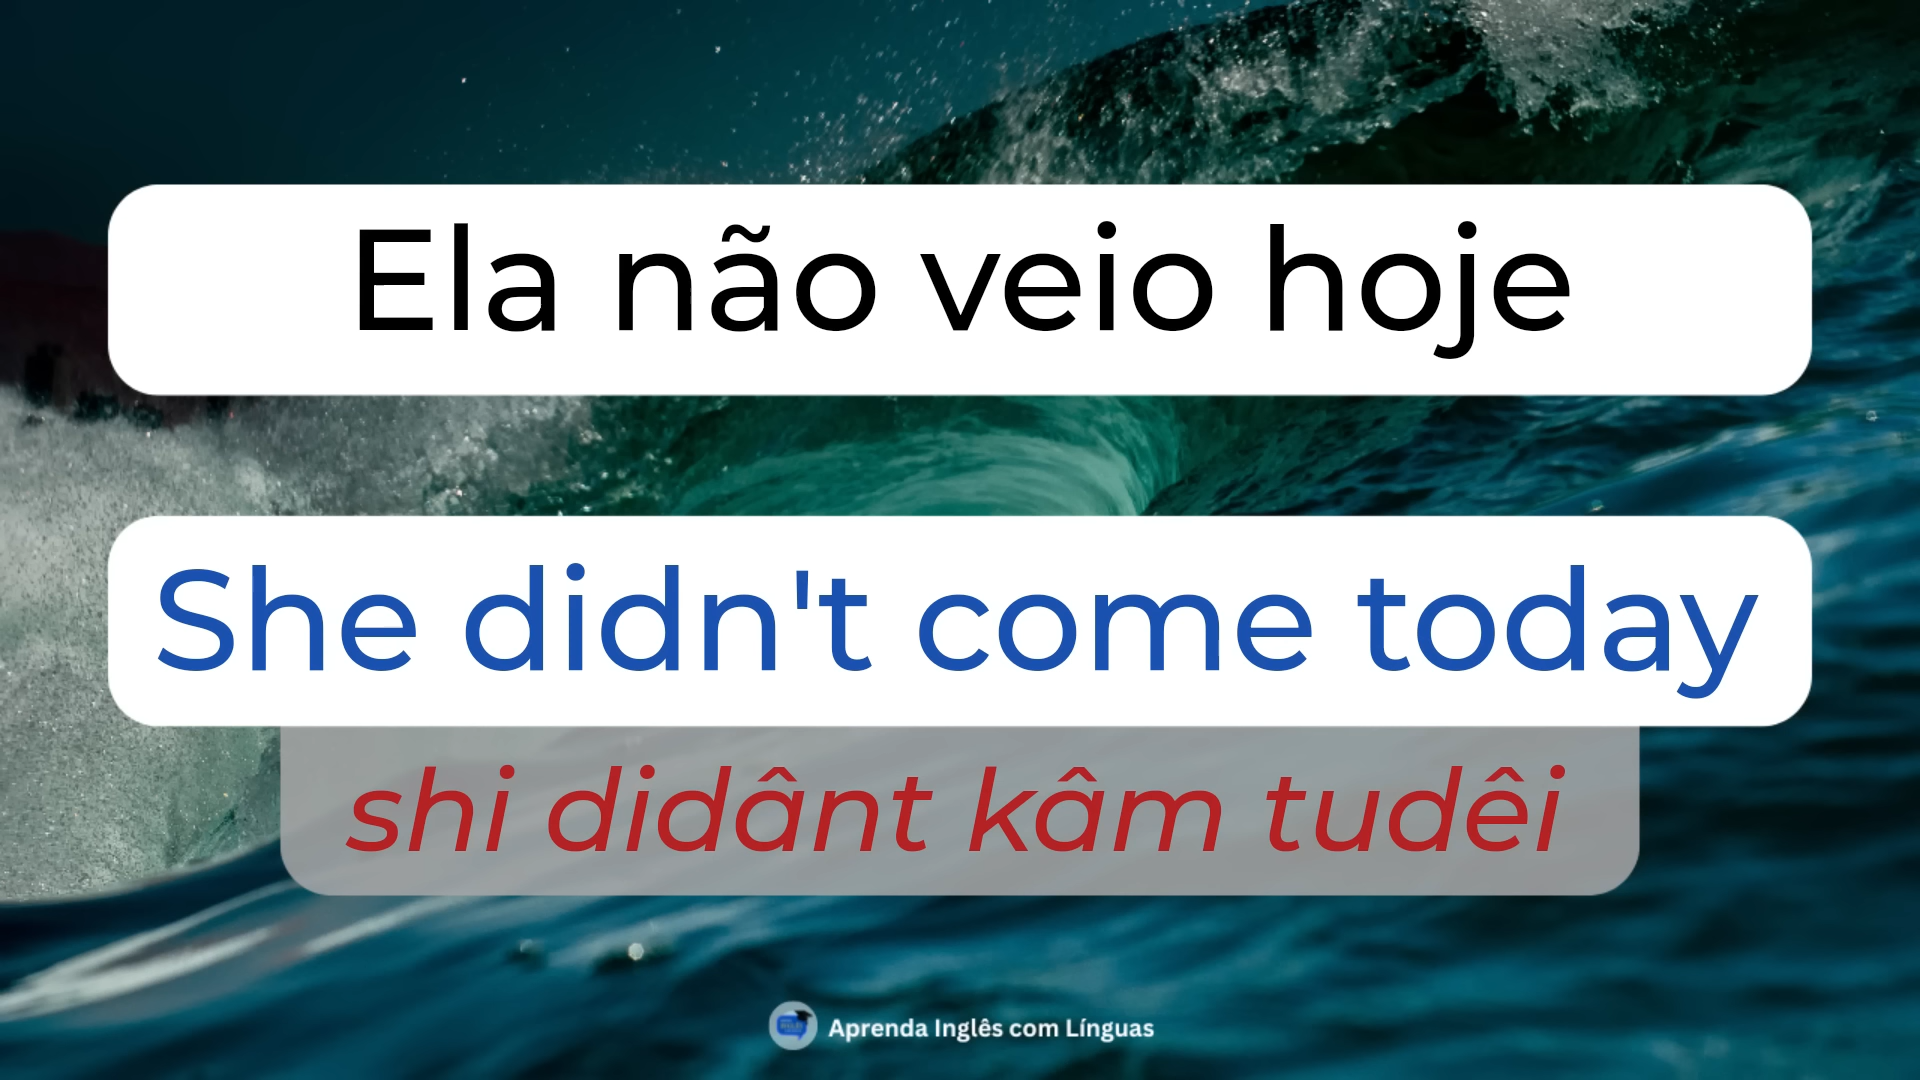 Ela não veio hoje
She didn't come today
shi didânt kâm tudêi
Aprenda Inglês com Línguas